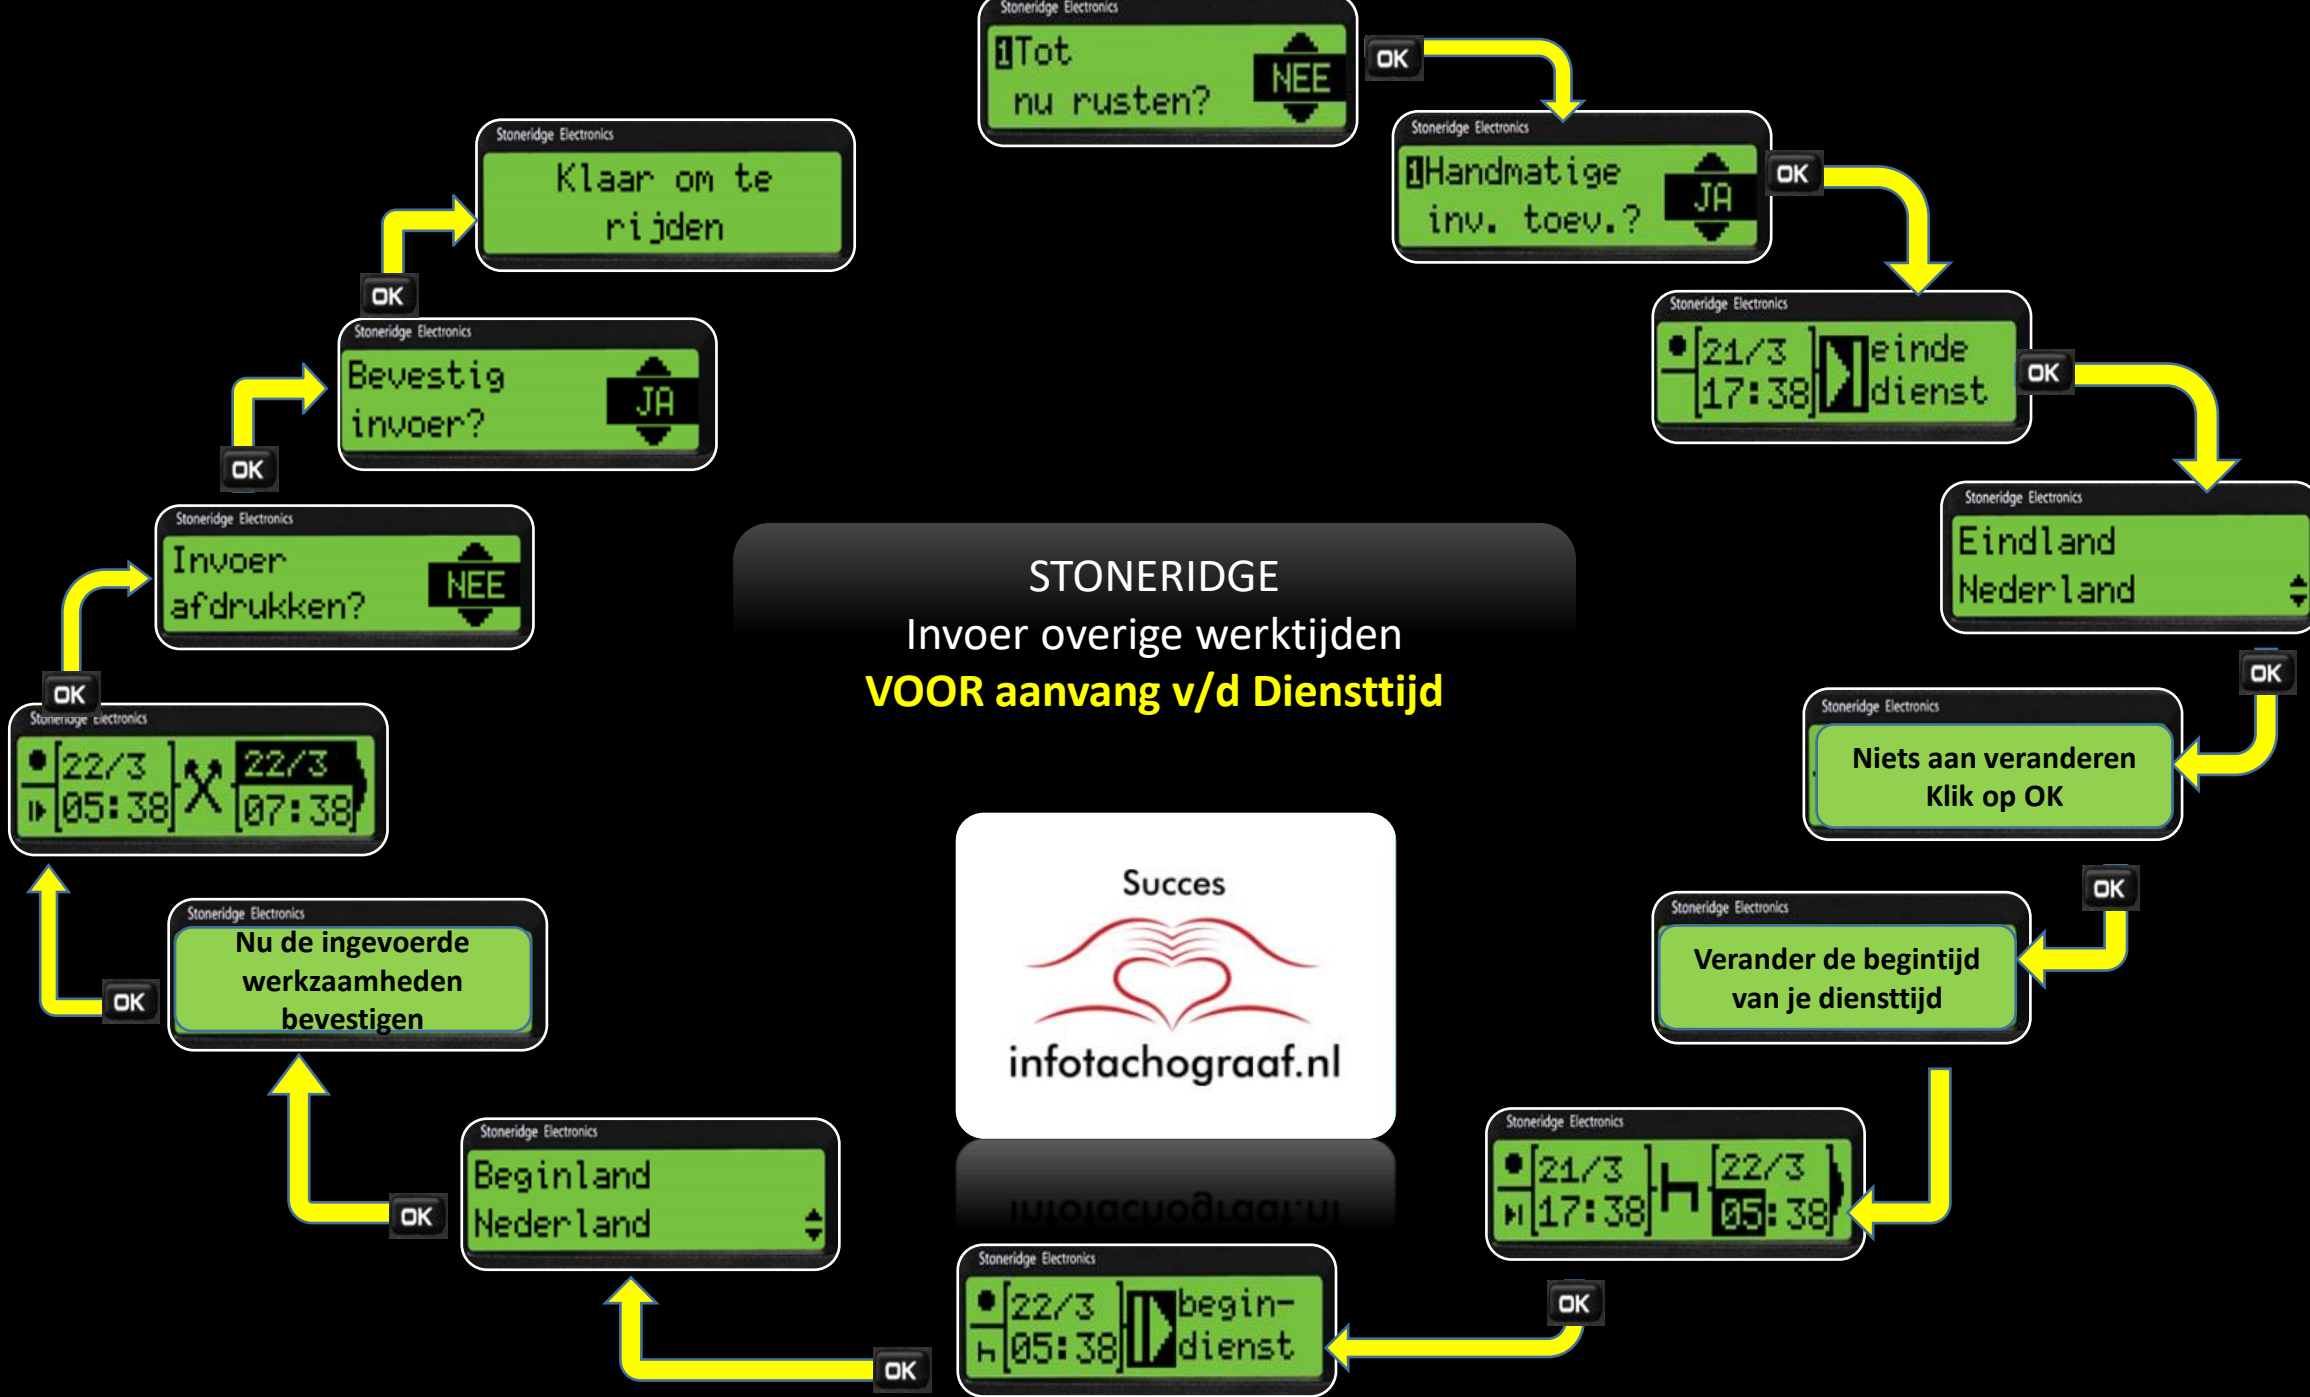 Stoneridge Electronics
1Tot
nu rusten?
NEE
OK
Stoneridge Electronics
1Handmatige
inv. toev.?
JA
OK
Stoneridge Electronics
21/3
17:38
einde
dienst
OK
Stoneridge Electronics
Eindland
Nederland
OK
Stoneridge Electronics
Niets aan veranderen
Klik op OK
OK
Stoneridge Electronics
Verander de begintijd
van je diensttijd
Stoneridge Electronics
21/3
17:38
22/3
05:38
OK
Stoneridge Electronics
22/3
05:38
begin-
dienst
OK
Stoneridge Electronics
Beginland
Nederland
OK
Stoneridge Electronics
Nu de ingevoerde
werkzaamheden
bevestigen
OK
Stoneridge Electronics
22/3
05:38
22/3
07:38
OK
Stoneridge Electronics
Invoer
afdrukken?
NEE
OK
Stoneridge Electronics
Bevestig
invoer?
JA
OK
Stoneridge Electronics
Klaar om te
rijden
STONERIDGE
Invoer overige werktijden
VOOR aanvang v/d Diensttijd
Succes
infotachograaf.nl